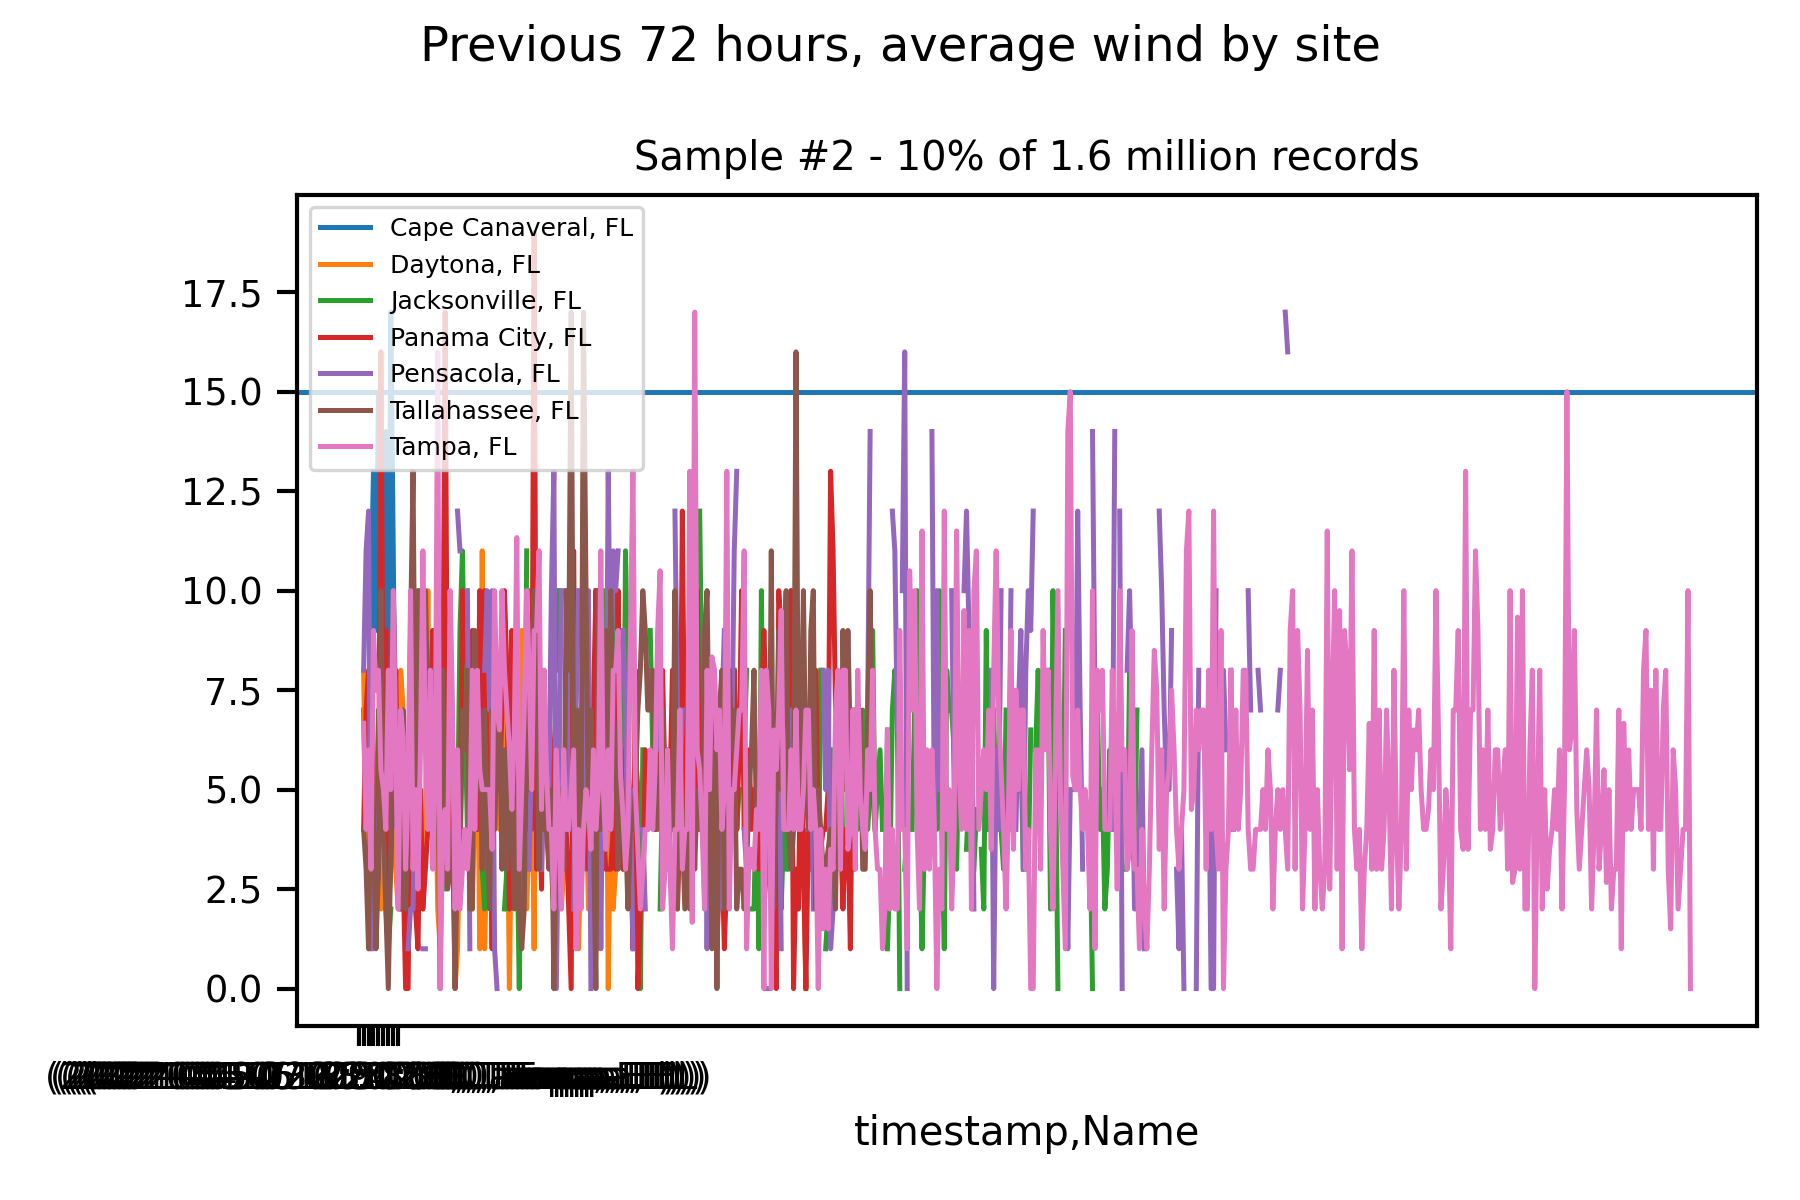 Previous 72 hours, average wind by site
Sample #2 - 10% of 1.6 million records
Cape Canaveral, FL
Daytona, FL
Jacksonville, FL
Panama City, FL
Pensacola, FL
Tallahassee, FL
Tampa, FL
17.5
15.0
12.5
10.0
7.5
5.0
2.5
0.0
timestamp,Name